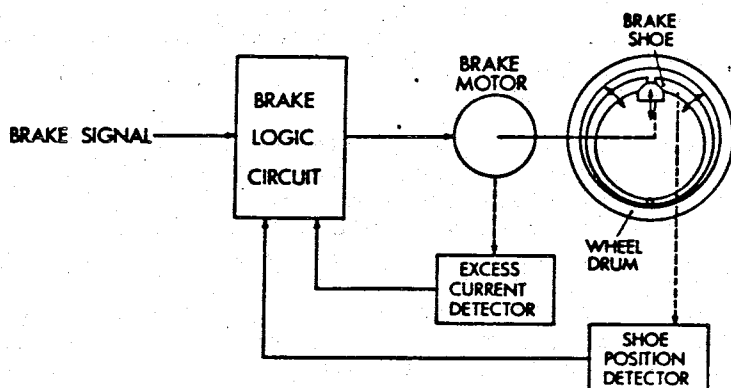 BRAKE
SHOE
BRAKE
MOTOR
BRAKE
LOGIC
CIRCUIT
BRAKE SIGNAL
WHEEL
DRUM
EXCESS
CURRENT
DETECTOR
SHOE
POSITION
DETECTOR